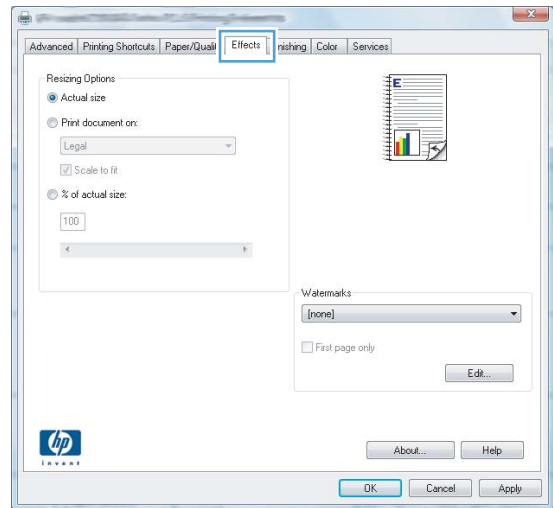 Advanced Printing Shortcuts Paper/Quali Effects nishing Color Services
Resizing Options
Actual size
Print document on:
Legal
Scale to fit
% of actual size:
100
E
Watermarks
[none]
First page only
Edit...
hp
invent
About... Help
OK Cancel Apply